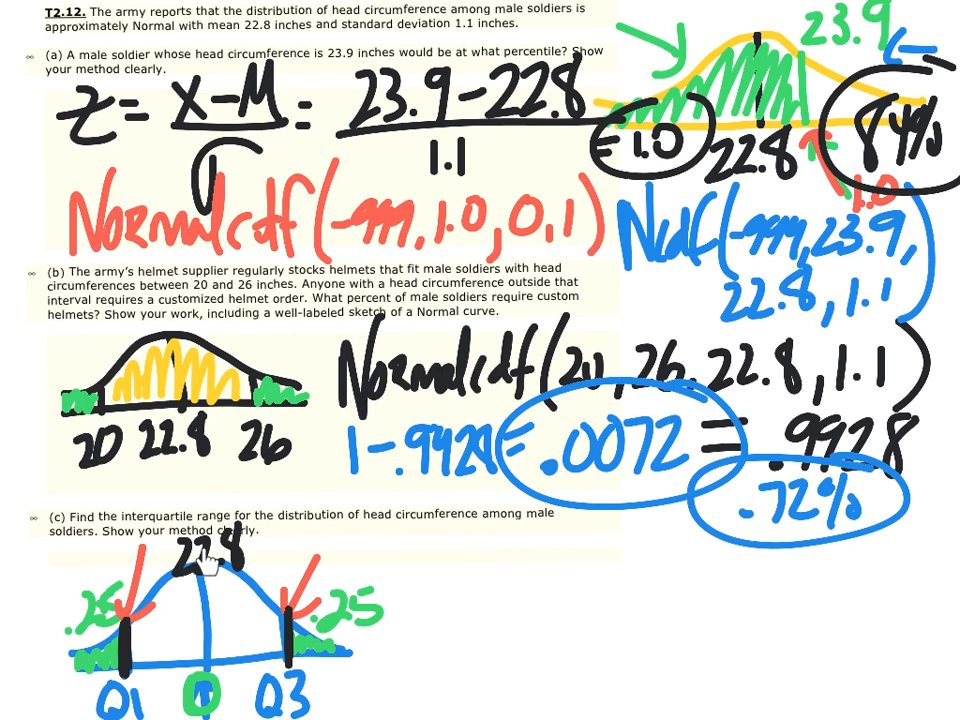 T2.12. The army reports that the distribution of head circumference among male soldiers is
approximately Normal with mean 22.8 inches and standard deviation 1.1 inches.
(a) A male soldier whose head circumference is 23.9 inches would be at what percentile? Show
your method clearly.
z = x - M / σ = 23.9 - 22.8 / 1.1 = 1.0
23.9
22.8
84%
1.0
Normalcdf(-999, 1.0, 0, 1)
Ncdf(-999, 23.9,
22.8, 1.1)
(b) The army's helmet supplier regularly stocks helmets that fit male soldiers with head
circumferences between 20 and 26 inches. Anyone with a head circumference outside that
interval requires a customized helmet order. What percent of male soldiers require custom
helmets? Show your work, including a well-labeled sketch of a Normal curve.
Normalcdf(20, 26, 22.8, 1.1)
20 22.8 26
1 - .9928 = .0072 = .9928
.72%
(c) Find the interquartile range for the distribution of head circumference among male
soldiers. Show your method clearly.
22.8
.25 .25
Q1 0 Q3